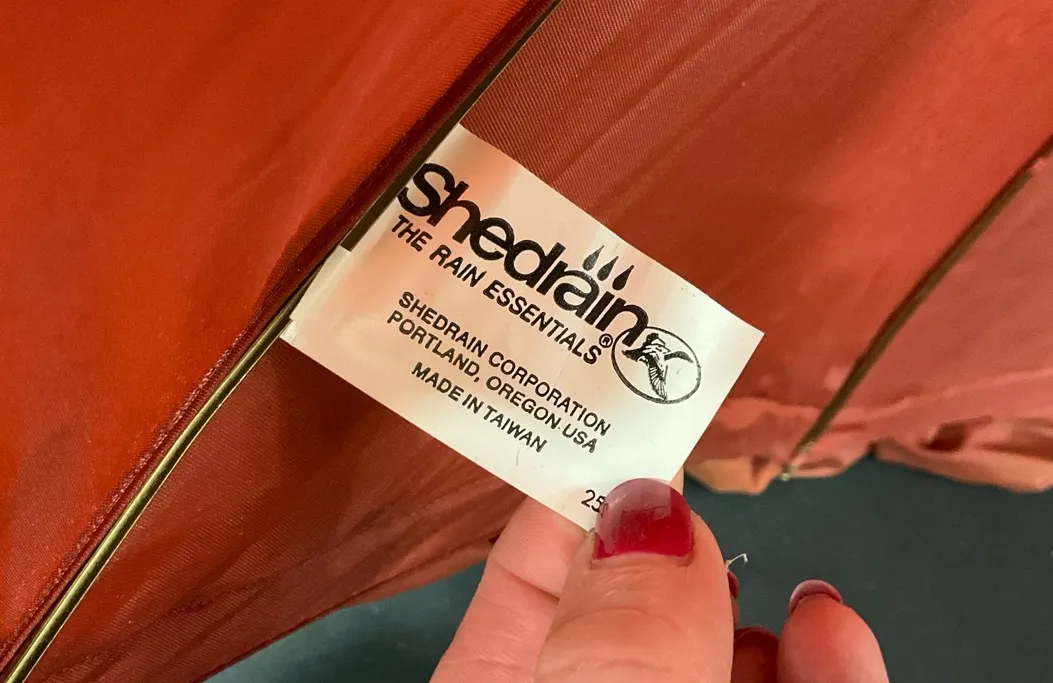 Shedrain
THE RAIN ESSENTIALS®
SHEDRAIN CORPORATION
PORTLAND, OREGON USA
MADE IN TAIWAN